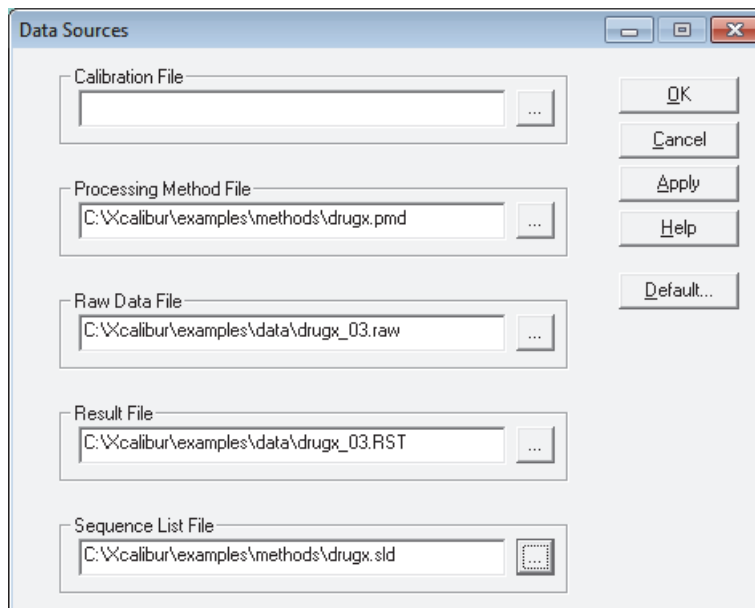 Data Sources
Calibration File
...
OK
Cancel
Apply
Help
Default...
Processing Method File
C:\Xcalibur\examples\methods\drugx.pmd
...
Raw Data File
C:\Xcalibur\examples\data\drugx_03.raw
...
Result File
C:\Xcalibur\examples\data\drugx_03.RST
...
Sequence List File
C:\Xcalibur\examples\methods\drugx.sld
...